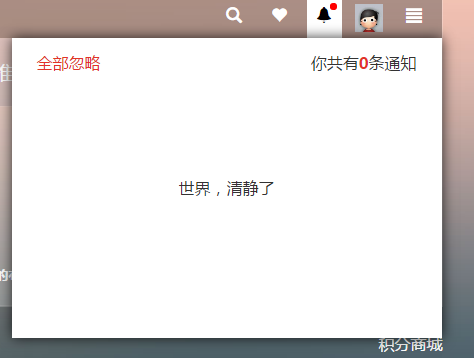 全部忽略
你共有0条通知
世界，清静了
积分商城